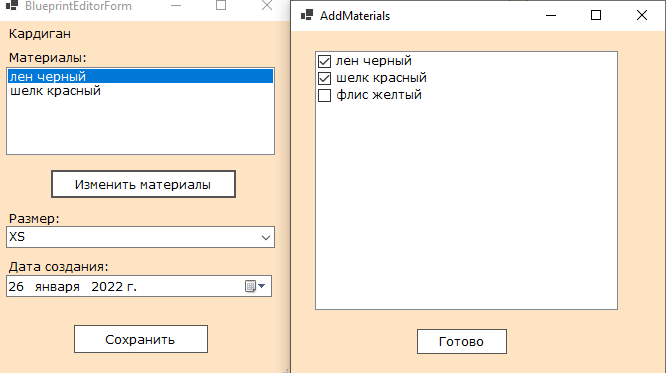 BlueprintEditorForm
Кардиган
Материалы:
лен черный
шелк красный
Изменить материалы
Размер:
XS
Дата создания:
26 января 2022 г.
Сохранить
AddMaterials
лен черный
шелк красный
флис желтый
Готово